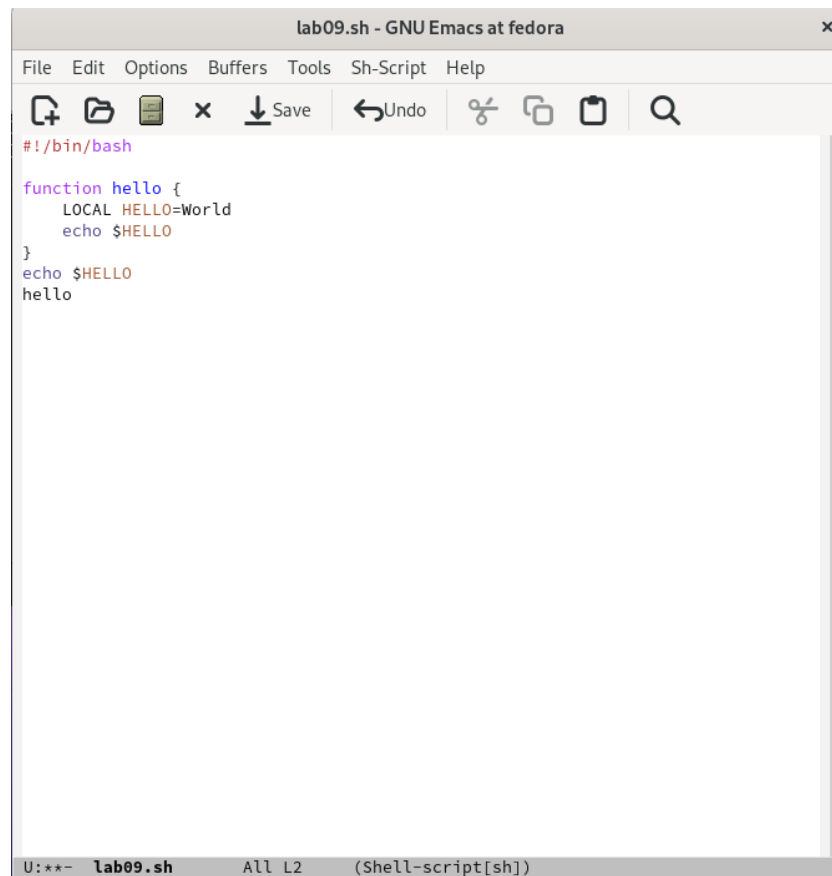 lab09.sh - GNU Emacs at fedora
File Edit Options Buffers Tools Sh-Script Help
Save Undo
#!/bin/bash
function hello {
    LOCAL HELLO=World
    echo $HELLO
}
echo $HELLO
hello
U:**- lab09.sh All L2 (Shell-script[sh])